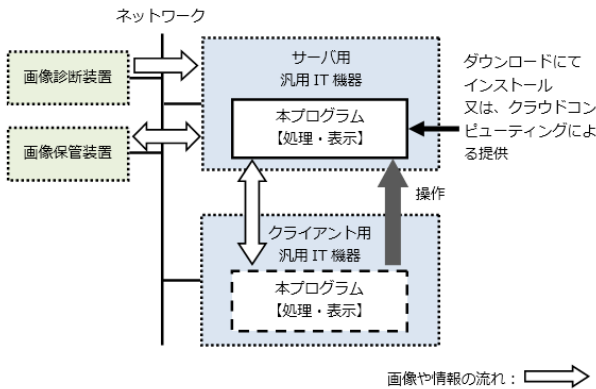 ネットワーク
画像診断装置
画像保管装置
サーバ用
汎用 IT 機器
本プログラム
【処理・表示】
ダウンロードにて
インストール
又は、クラウドコン
ピューティングによ
る提供
操作
クライアント用
汎用 IT 機器
本プログラム
【処理・表示】
画像や情報の流れ：